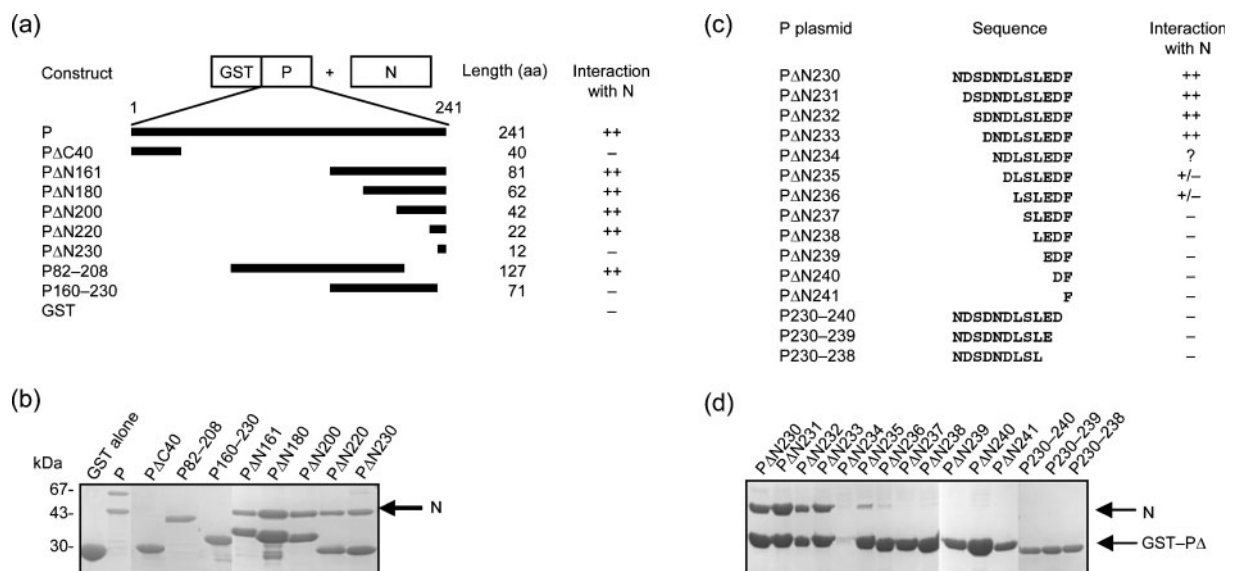 (a)
GST P + N
Construct Length (aa) Interaction with N
1 241
P 241 ++
PΔC40 40 –
PΔN161 81 ++
PΔN180 62 ++
PΔN200 42 ++
PΔN220 22 ++
PΔN230 12 –
P82–208 127 ++
P160–230 71 –
GST –
(b)
GST alone P PΔC40 P82–208 P160–230 PΔN161 PΔN180 PΔN200 PΔN220 PΔN230
kDa
67-
43-
30-
N
(c)
P plasmid Sequence Interaction with N
PΔN230 NDSDNDLSLEDF ++
PΔN231 DSDNDLSLEDF ++
PΔN232 SDNDLSLEDF ++
PΔN233 DNDLSLEDF ++
PΔN234 NDLSLEDF ?
PΔN235 DLSLEDF +/–
PΔN236 LSLEDF +/–
PΔN237 SLEDF –
PΔN238 LEDF –
PΔN239 EDF –
PΔN240 DF –
PΔN241 F –
P230–240 NDSDNDLSLED –
P230–239 NDSDNDLSLE –
P230–238 NDSDNDLSL –
(d)
PΔN230 PΔN231 PΔN232 PΔN233 PΔN234 PΔN235 PΔN236 PΔN237 PΔN238 PΔN239 PΔN240 PΔN241 P230–240 P230–239 P230–238
N
GST–PΔ